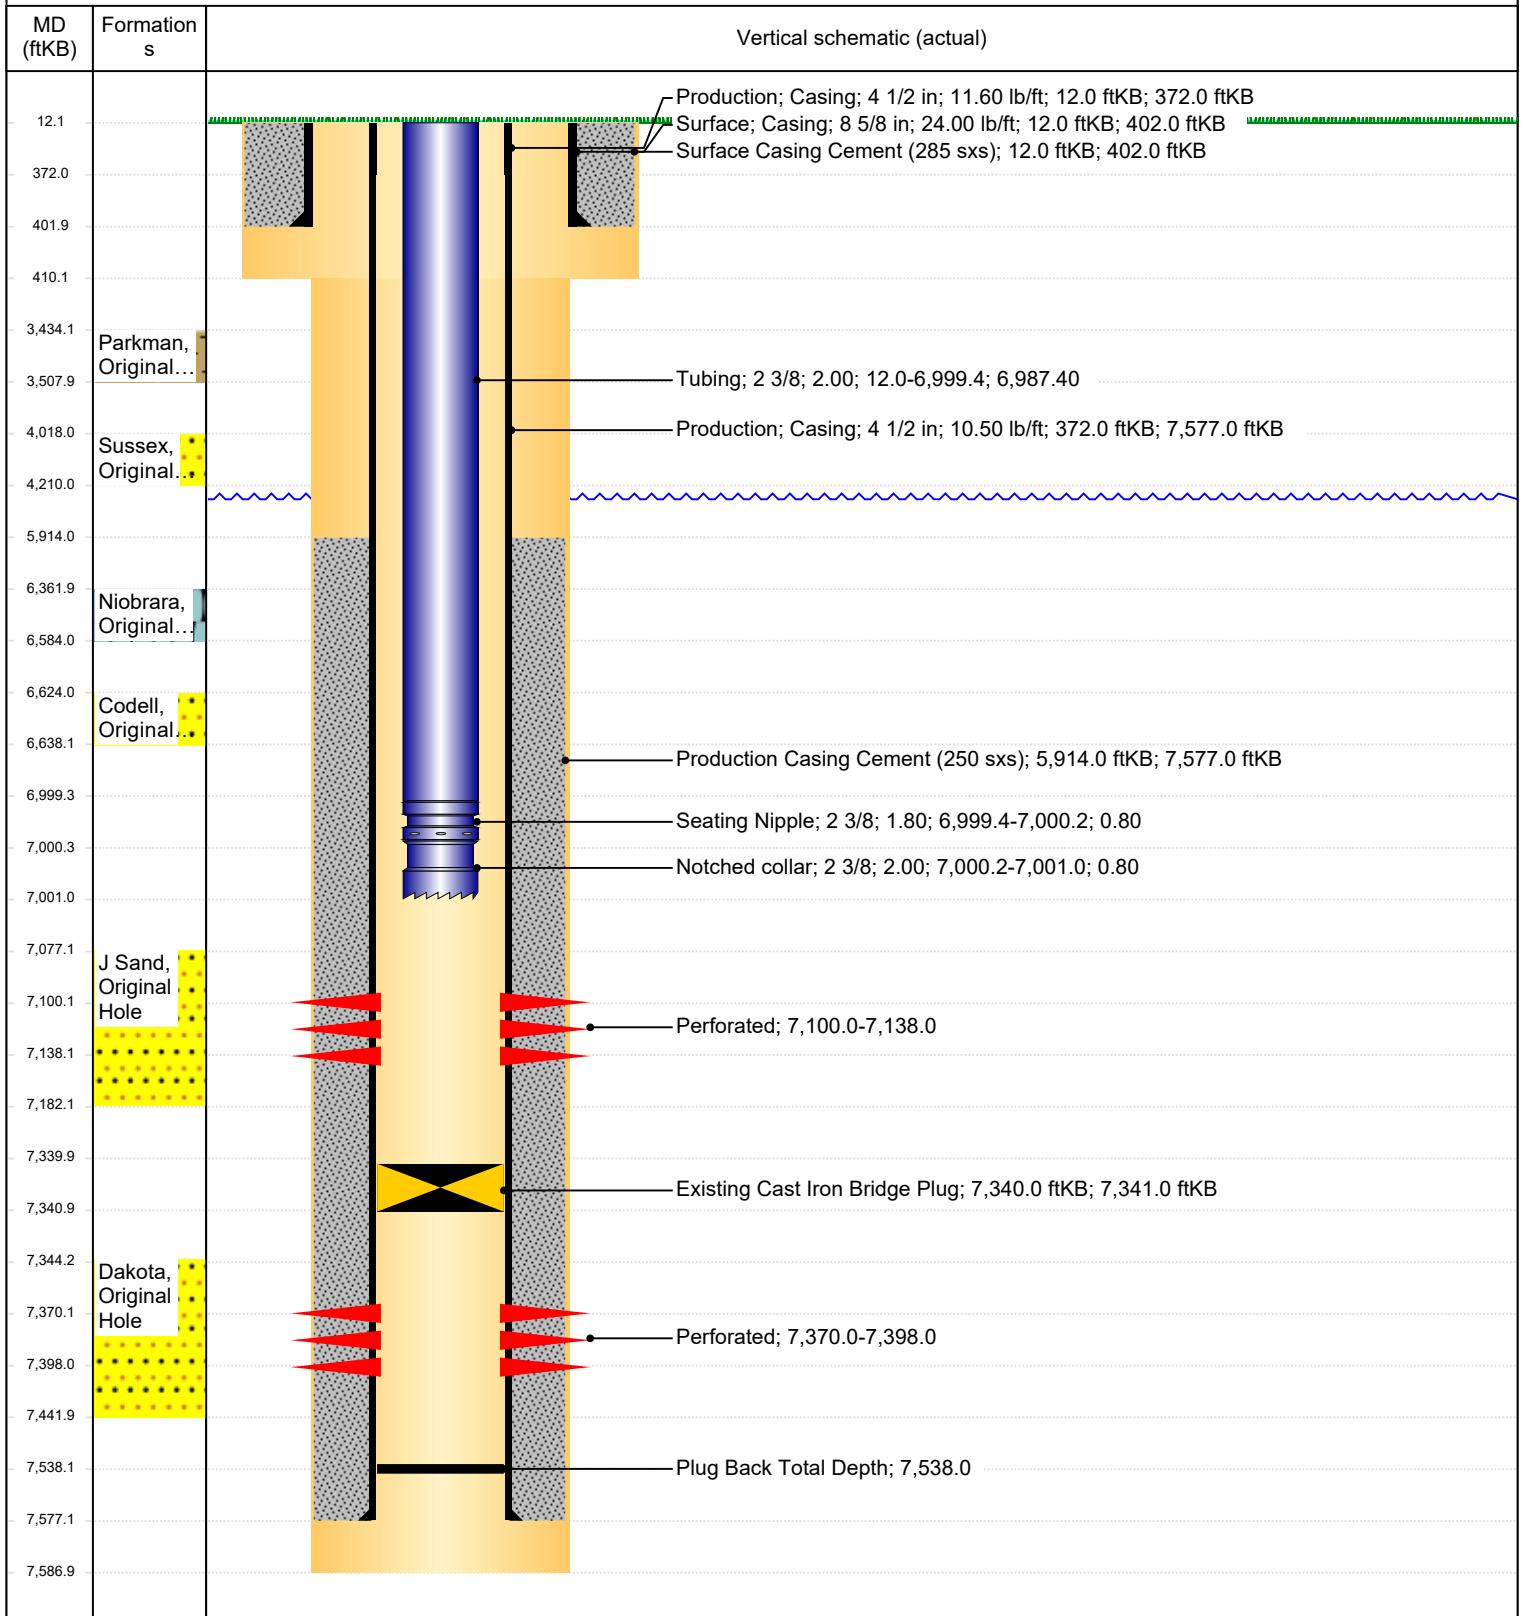 MD
(ftKB)
Formation
s
Vertical schematic (actual)
12.1
372.0
401.9
410.1
3,434.1
3,507.9
4,018.0
4,210.0
5,914.0
6,361.9
6,584.0
6,624.0
6,638.1
6,999.3
7,000.3
7,001.0
7,077.1
7,100.1
7,138.1
7,182.1
7,339.9
7,340.9
7,344.2
7,370.1
7,398.0
7,441.9
7,538.1
7,577.1
7,586.9
Parkman,
Original...
Sussex,
Original...
Niobrara,
Original...
Codell,
Original...
J Sand,
Original
Hole
Dakota,
Original
Hole
Production; Casing; 4 1/2 in; 11.60 lb/ft; 12.0 ftKB; 372.0 ftKB
Surface; Casing; 8 5/8 in; 24.00 lb/ft; 12.0 ftKB; 402.0 ftKB
Surface Casing Cement (285 sxs); 12.0 ftKB; 402.0 ftKB
Tubing; 2 3/8; 2.00; 12.0-6,999.4; 6,987.40
Production; Casing; 4 1/2 in; 10.50 lb/ft; 372.0 ftKB; 7,577.0 ftKB
Production Casing Cement (250 sxs); 5,914.0 ftKB; 7,577.0 ftKB
Seating Nipple; 2 3/8; 1.80; 6,999.4-7,000.2; 0.80
Notched collar; 2 3/8; 2.00; 7,000.2-7,001.0; 0.80
Perforated; 7,100.0-7,138.0
Existing Cast Iron Bridge Plug; 7,340.0 ftKB; 7,341.0 ftKB
Perforated; 7,370.0-7,398.0
Plug Back Total Depth; 7,538.0